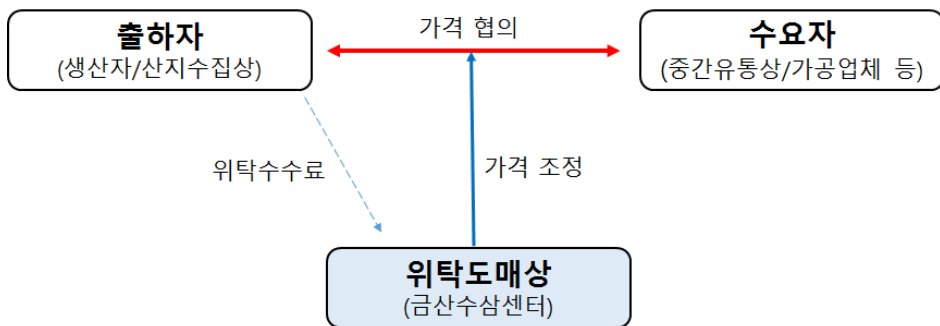 출하자
(생산자/산지수집상)
가격 협의
수요자
(중간유통상/가공업체 등)
위탁수수료
가격 조정
위탁도매상
(금산수삼센터)